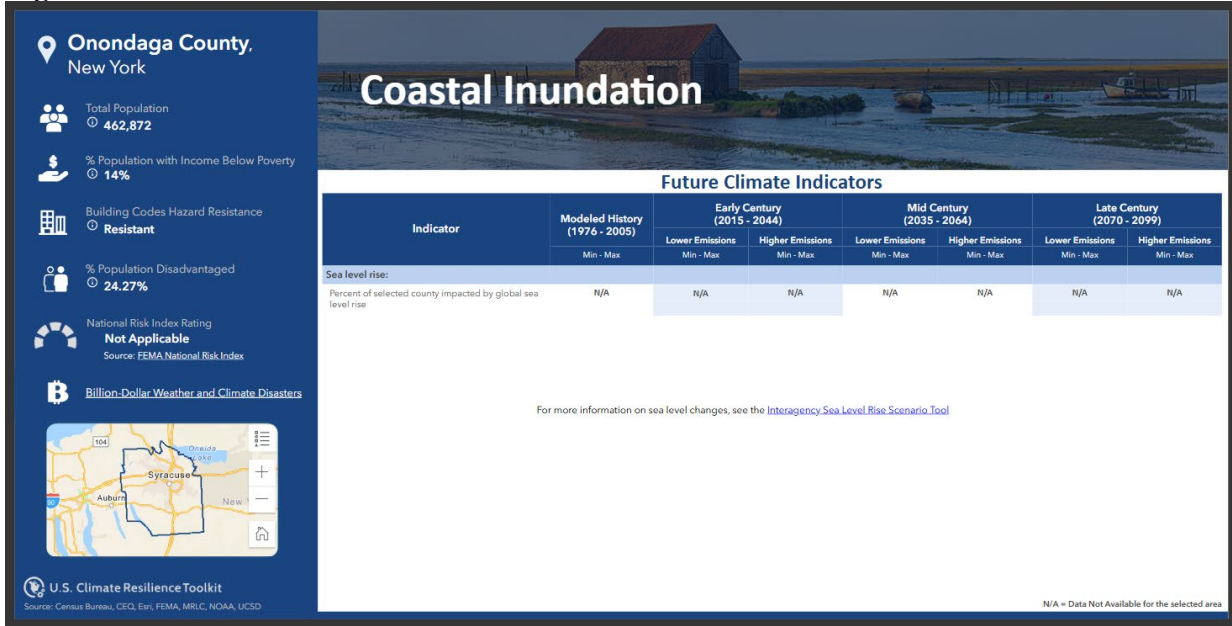 Onondaga County,
New York
Total Population
462,872
% Population with Income Below Poverty
14%
Building Codes Hazard Resistance
Resistant
% Population Disadvantaged
24.27%
National Risk Index Rating
Not Applicable
Source: FEMA National Risk Index
Billion-Dollar Weather and Climate Disasters
104
Oneida
Lake
Syracuse
Auburn
New
90
U.S. Climate Resilience Toolkit
Source: Census Bureau, CEQ, Esri, FEMA, MRLC, NOAA, UCSD
Coastal Inundation
Future Climate Indicators
Indicator
Modeled History
(1976 - 2005)
Early Century
(2015 - 2044)
Mid Century
(2035 - 2064)
Late Century
(2070 - 2099)
Lower Emissions Higher Emissions Lower Emissions Higher Emissions Lower Emissions Higher Emissions
Min - Max Min - Max Min - Max Min - Max Min - Max Min - Max Min - Max
Sea level rise:
Percent of selected county impacted by global sea
level rise
N/A N/A N/A N/A N/A N/A N/A
For more information on sea level changes, see the Interagency Sea Level Rise Scenario Tool
N/A = Data Not Available for the selected area